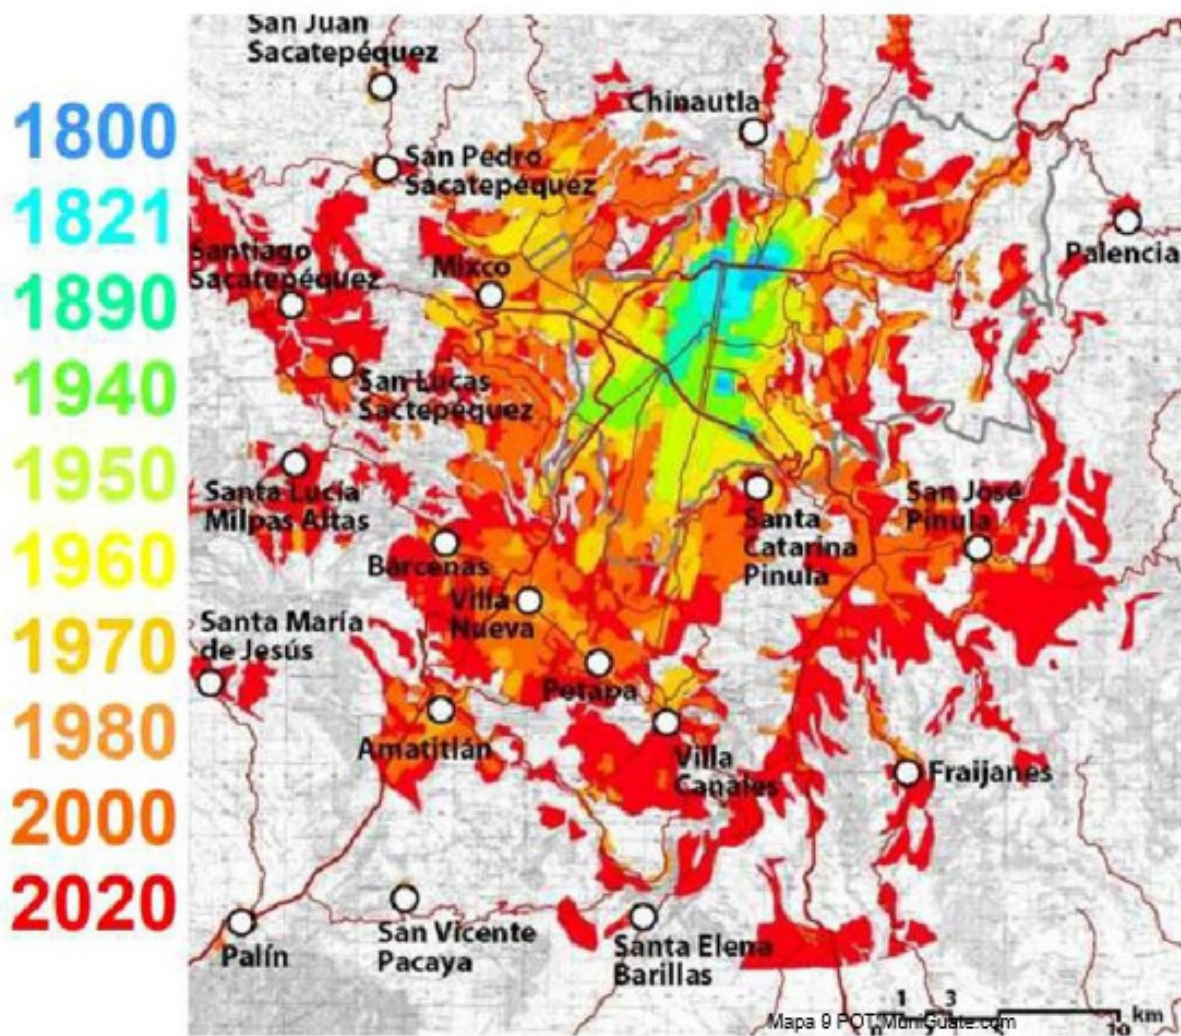 1800
1821
1890
1940
1950
1960
1970
1980
2000
2020
San Juan
Sacatepéquez
Chinautla
San Pedro
Sacatepéquez
Palencia
Santiago
Sacatepéquez
Mixco
San Lucas
Sactepéquez
Santa Lucía
Milpas Altas
Santa
Catarina
Pinula
San José
Pinula
Bárcenas
Villa
Nueva
Santa María
de Jesús
Petapa
Amatitlán
Villa
Canales
Fraijanes
Palín
San Vicente
Pacaya
Santa Elena
Barillas
1 3
km
Mapa 9 POT MuniGuate.com